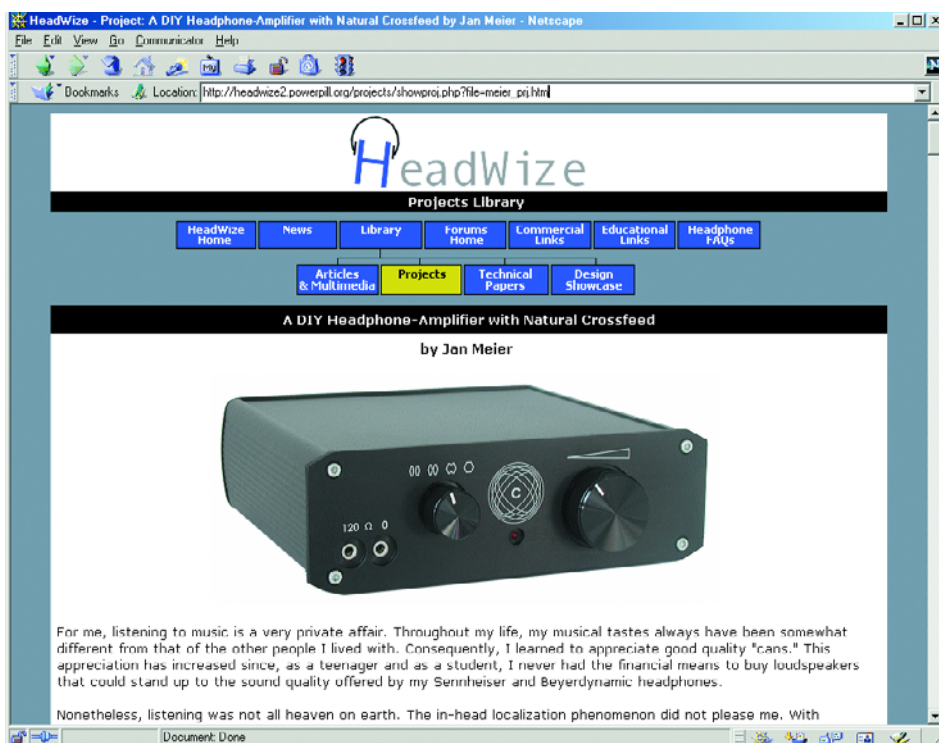 HeadWize - Project: A DIY Headphone-Amplifier with Natural Crossfeed by Jan Meier - Netscape
File Edit View Go Communicator Help
Bookmarks Location: http://headwize2.powerpill.org/projects/showproj.php?file=meier_prj.htm
HeadWize
Projects Library
HeadWize Home News Library Forums Home Commercial Links Educational Links Headphone FAQs
Articles & Multimedia Projects Technical Papers Design Showcase
A DIY Headphone-Amplifier with Natural Crossfeed
by Jan Meier
C
120 Ω 0
For me, listening to music is a very private affair. Throughout my life, my musical tastes always have been somewhat
different from that of the other people I lived with. Consequently, I learned to appreciate good quality "cans." This
appreciation has increased since, as a teenager and as a student, I never had the financial means to buy loudspeakers
that could stand up to the sound quality offered by my Sennheiser and Beyerdynamic headphones.
Nonetheless, listening was not all heaven on earth. The in-head localization phenomenon did not please me. With
Document: Done